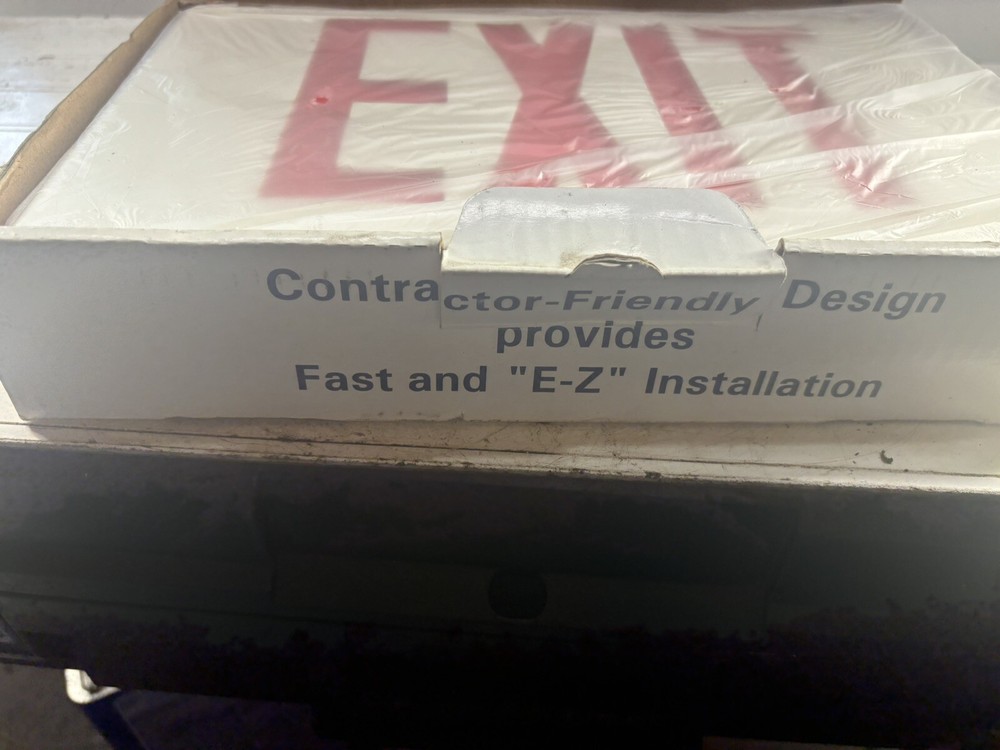 EXIT
Contractor-Friendly Design
provides
Fast and "E-Z" Installation